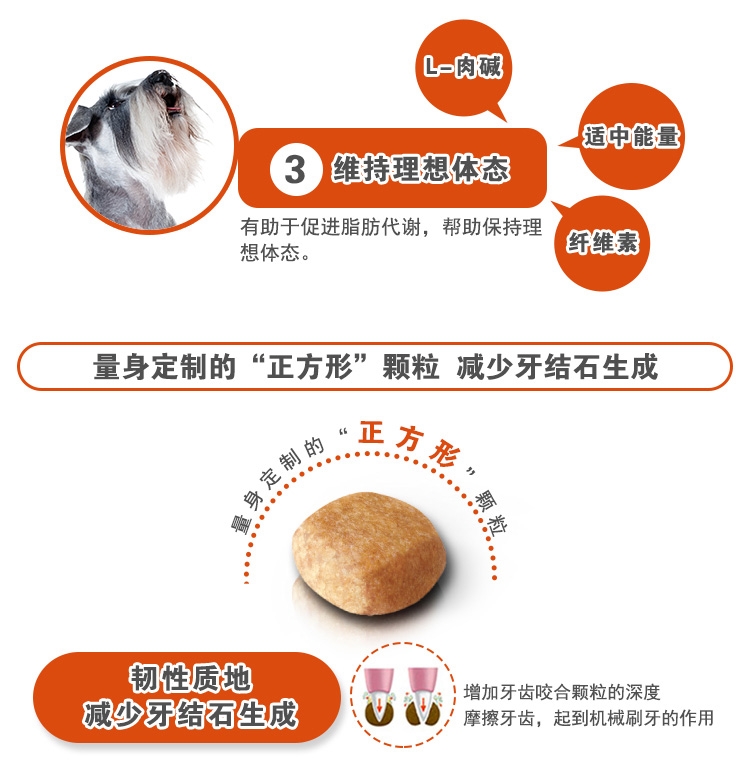 L-肉碱
适中能量
3 维持理想体态
纤维素
有助于促进脂肪代谢，帮助保持理
想体态。
量身定制的“正方形”颗粒 减少牙结石生成
量身定制的“正方形”颗粒
韧性质地
减少牙结石生成
增加牙齿咬合颗粒的深度
摩擦牙齿，起到机械刷牙的作用